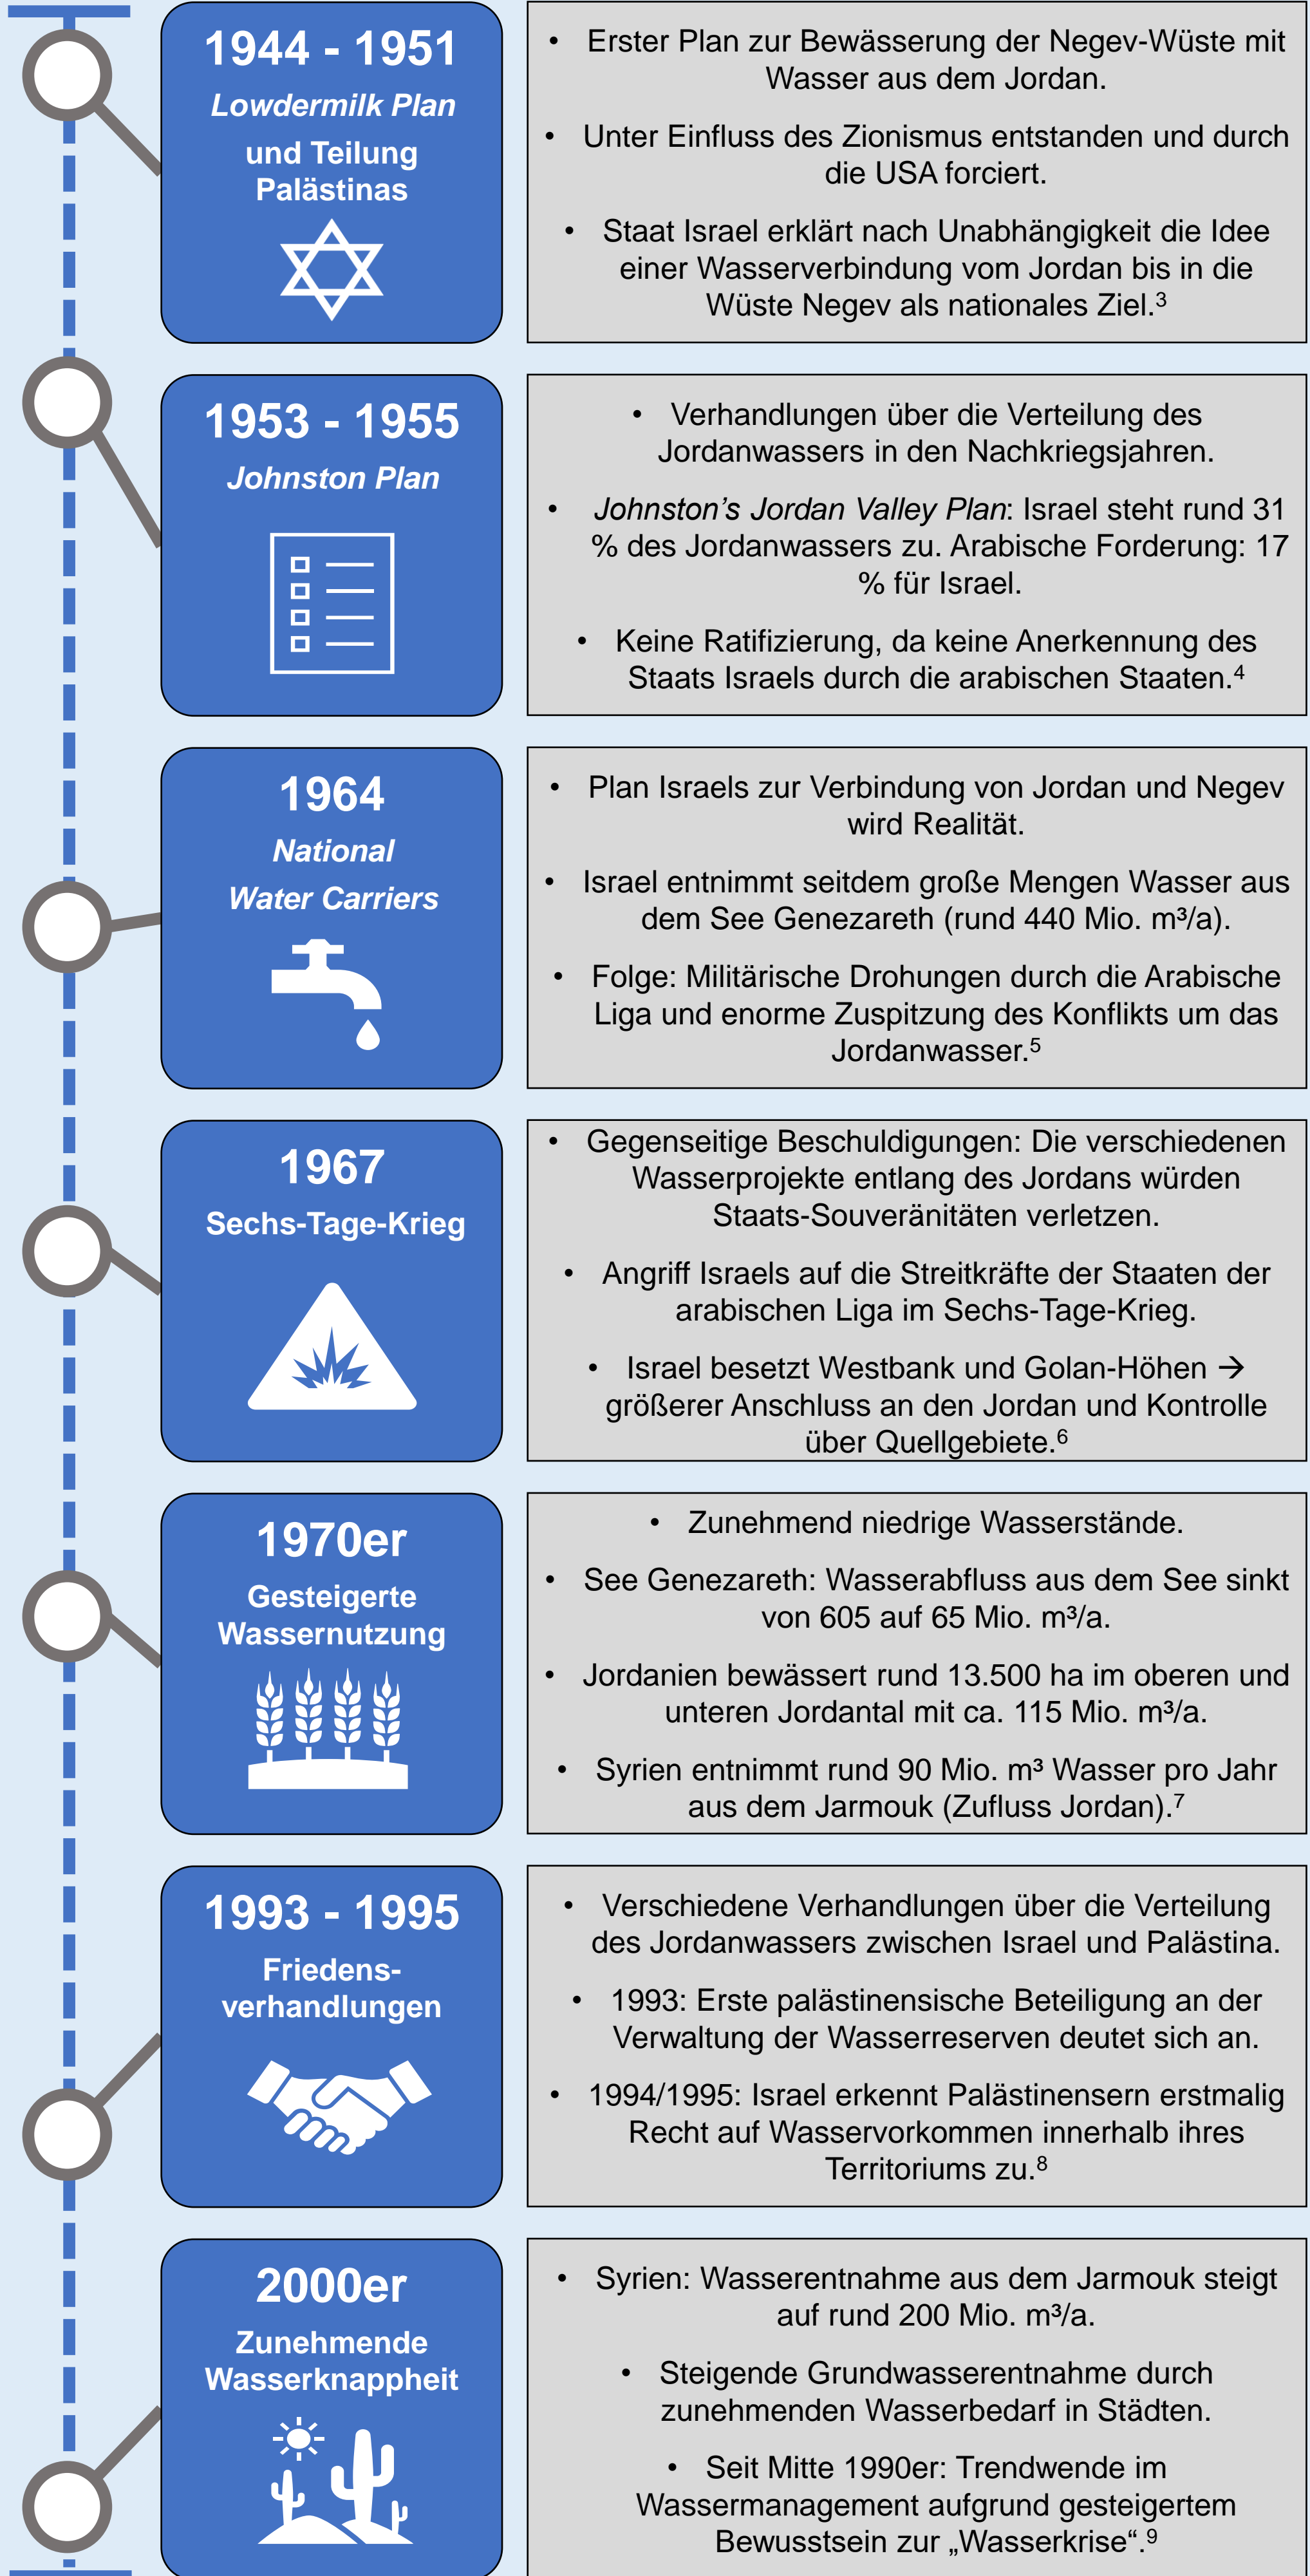 1944 - 1951
Lowdermilk Plan
und Teilung
Palästinas
• Erster Plan zur Bewässerung der Negev-Wüste mit
Wasser aus dem Jordan.
• Unter Einfluss des Zionismus entstanden und durch
die USA forciert.
• Staat Israel erklärt nach Unabhängigkeit die Idee
einer Wasserverbindung vom Jordan bis in die
Wüste Negev als nationales Ziel.³
1953 - 1955
Johnston Plan
• Verhandlungen über die Verteilung des
Jordanwassers in den Nachkriegsjahren.
• Johnston’s Jordan Valley Plan: Israel steht rund 31
% des Jordanwassers zu. Arabische Forderung: 17
% für Israel.
• Keine Ratifizierung, da keine Anerkennung des
Staats Israels durch die arabischen Staaten.⁴
1964
National
Water Carriers
• Plan Israels zur Verbindung von Jordan und Negev
wird Realität.
• Israel entnimmt seitdem große Mengen Wasser aus
dem See Genezareth (rund 440 Mio. m³/a).
• Folge: Militärische Drohungen durch die Arabische
Liga und enorme Zuspitzung des Konflikts um das
Jordanwasser.⁵
1967
Sechs-Tage-Krieg
• Gegenseitige Beschuldigungen: Die verschiedenen
Wasserprojekte entlang des Jordans würden
Staats-Souveränitäten verletzen.
• Angriff Israels auf die Streitkräfte der Staaten der
arabischen Liga im Sechs-Tage-Krieg.
• Israel besetzt Westbank und Golan-Höhen →
größerer Anschluss an den Jordan und Kontrolle
über Quellgebiete.⁶
1970er
Gesteigerte
Wassernutzung
• Zunehmend niedrige Wasserstände.
• See Genezareth: Wasserabfluss aus dem See sinkt
von 605 auf 65 Mio. m³/a.
• Jordanien bewässert rund 13.500 ha im oberen und
unteren Jordantal mit ca. 115 Mio. m³/a.
• Syrien entnimmt rund 90 Mio. m³ Wasser pro Jahr
aus dem Jarmouk (Zufluss Jordan).⁷
1993 - 1995
Friedens-
verhandlungen
• Verschiedene Verhandlungen über die Verteilung
des Jordanwassers zwischen Israel und Palästina.
• 1993: Erste palästinensische Beteiligung an der
Verwaltung der Wasserreserven deutet sich an.
• 1994/1995: Israel erkennt Palästinensern erstmalig
Recht auf Wasservorkommen innerhalb ihres
Territoriums zu.⁸
2000er
Zunehmende
Wasserknappheit
• Syrien: Wasserentnahme aus dem Jarmouk steigt
auf rund 200 Mio. m³/a.
• Steigende Grundwasserentnahme durch
zunehmenden Wasserbedarf in Städten.
• Seit Mitte 1990er: Trendwende im
Wassermanagement aufgrund gesteigertem
Bewusstsein zur „Wasserkrise“.⁹